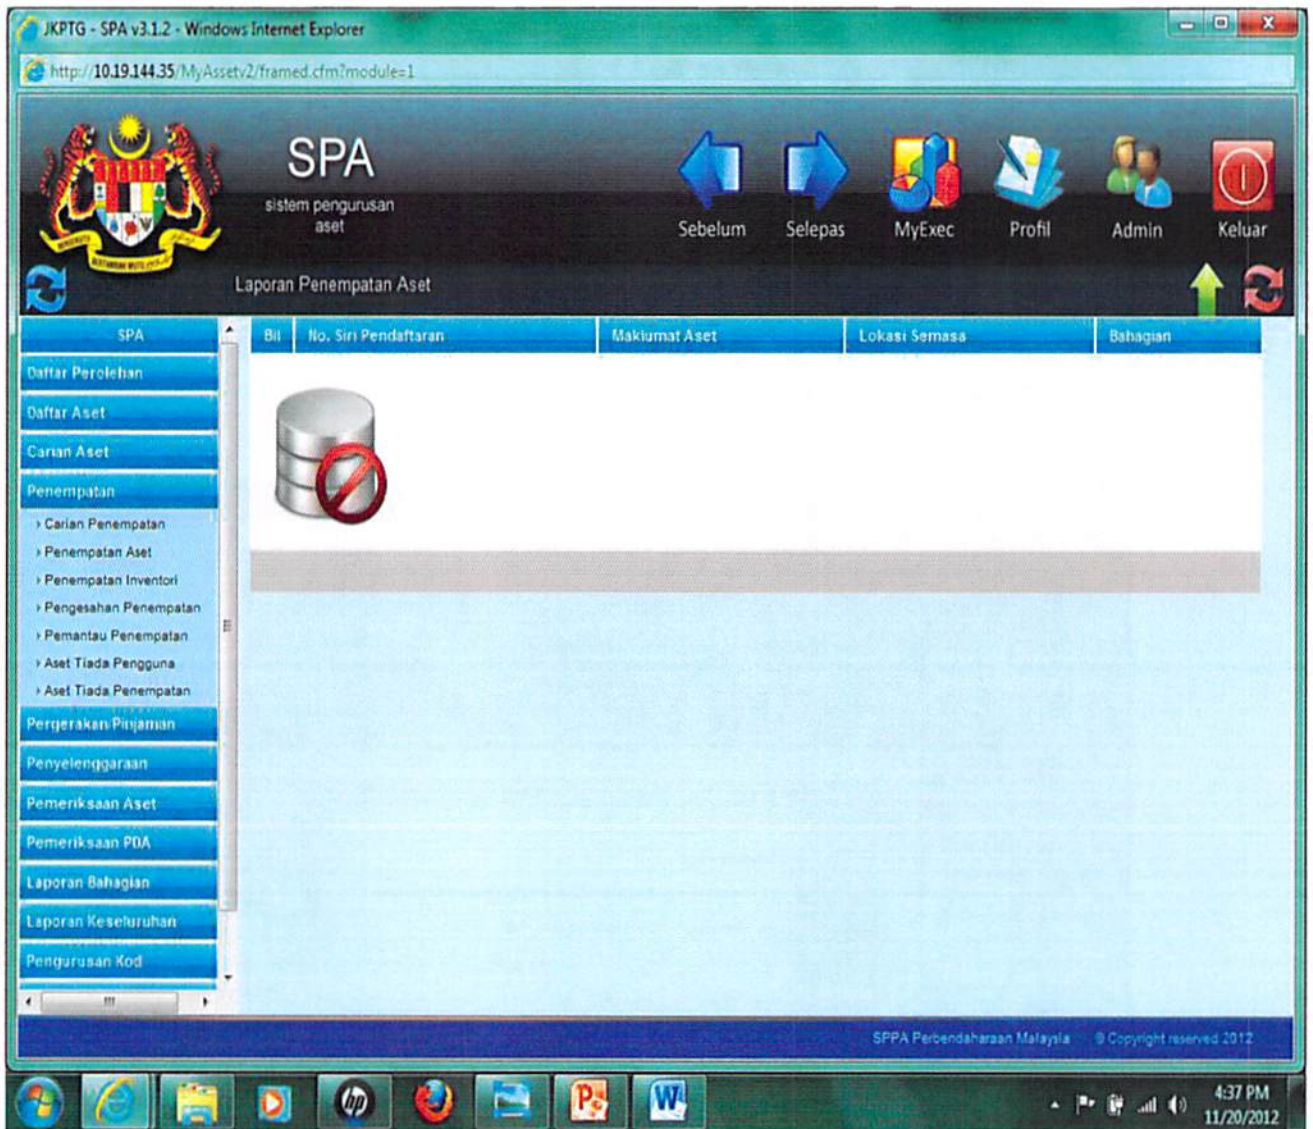 JKPTG - SPA v3.1.2 - Windows Internet Explorer
http://10.19.144.35/MyAssetv2/framed.cfm?module=1
SPA
sistem pengurusan
aset
Sebelum
Selepas
MyExec
Profil
Admin
Keluar
Laporan Penempatan Aset
SPA
Bil
No. Siri Pendaftaran
Maklumat Aset
Lokasi Semasa
Bahagian
Daftar Perolehan
Daftar Aset
Carian Aset
Penempatan
Carian Penempatan
Penempatan Aset
Penempatan Inventori
Pengesahan Penempatan
Pemantau Penempatan
Aset Tiada Pengguna
Aset Tiada Penempatan
Pergerakan/Pinjaman
Penyelenggaraan
Pemeriksaan Aset
Pemeriksaan PDA
Laporan Bahagian
Laporan Keseluruhan
Pengurusan Kod
SPPA Perbendaharaan Malaysia © Copyright reserved 2012
4:37 PM
11/20/2012